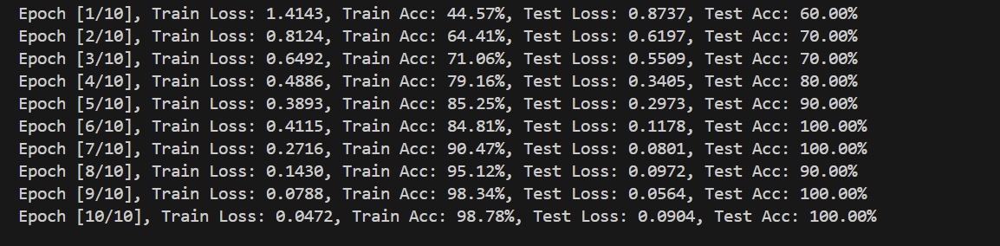 Epoch [1/10], Train Loss: 1.4143, Train Acc: 44.57%, Test Loss: 0.8737, Test Acc: 60.00%
Epoch [2/10], Train Loss: 0.8124, Train Acc: 64.41%, Test Loss: 0.6197, Test Acc: 70.00%
Epoch [3/10], Train Loss: 0.6492, Train Acc: 71.06%, Test Loss: 0.5509, Test Acc: 70.00%
Epoch [4/10], Train Loss: 0.4886, Train Acc: 79.16%, Test Loss: 0.3405, Test Acc: 80.00%
Epoch [5/10], Train Loss: 0.3893, Train Acc: 85.25%, Test Loss: 0.2973, Test Acc: 90.00%
Epoch [6/10], Train Loss: 0.4115, Train Acc: 84.81%, Test Loss: 0.1178, Test Acc: 100.00%
Epoch [7/10], Train Loss: 0.2716, Train Acc: 90.47%, Test Loss: 0.0801, Test Acc: 100.00%
Epoch [8/10], Train Loss: 0.1430, Train Acc: 95.12%, Test Loss: 0.0972, Test Acc: 90.00%
Epoch [9/10], Train Loss: 0.0788, Train Acc: 98.34%, Test Loss: 0.0564, Test Acc: 100.00%
Epoch [10/10], Train Loss: 0.0472, Train Acc: 98.78%, Test Loss: 0.0904, Test Acc: 100.00%